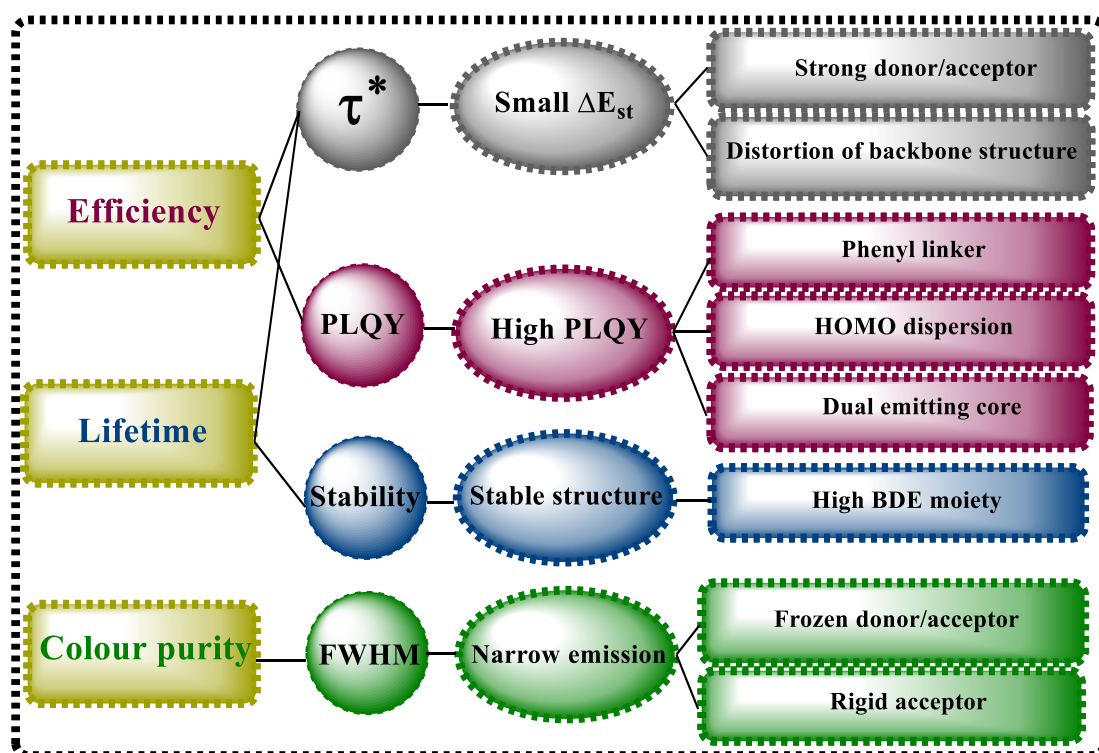 Efficiency
Lifetime
Colour purity
τ*
PLQY
Stability
FWHM
Small ΔEst
High PLQY
Stable structure
Narrow emission
Strong donor/acceptor
Distortion of backbone structure
Phenyl linker
HOMO dispersion
Dual emitting core
High BDE moiety
Frozen donor/acceptor
Rigid acceptor